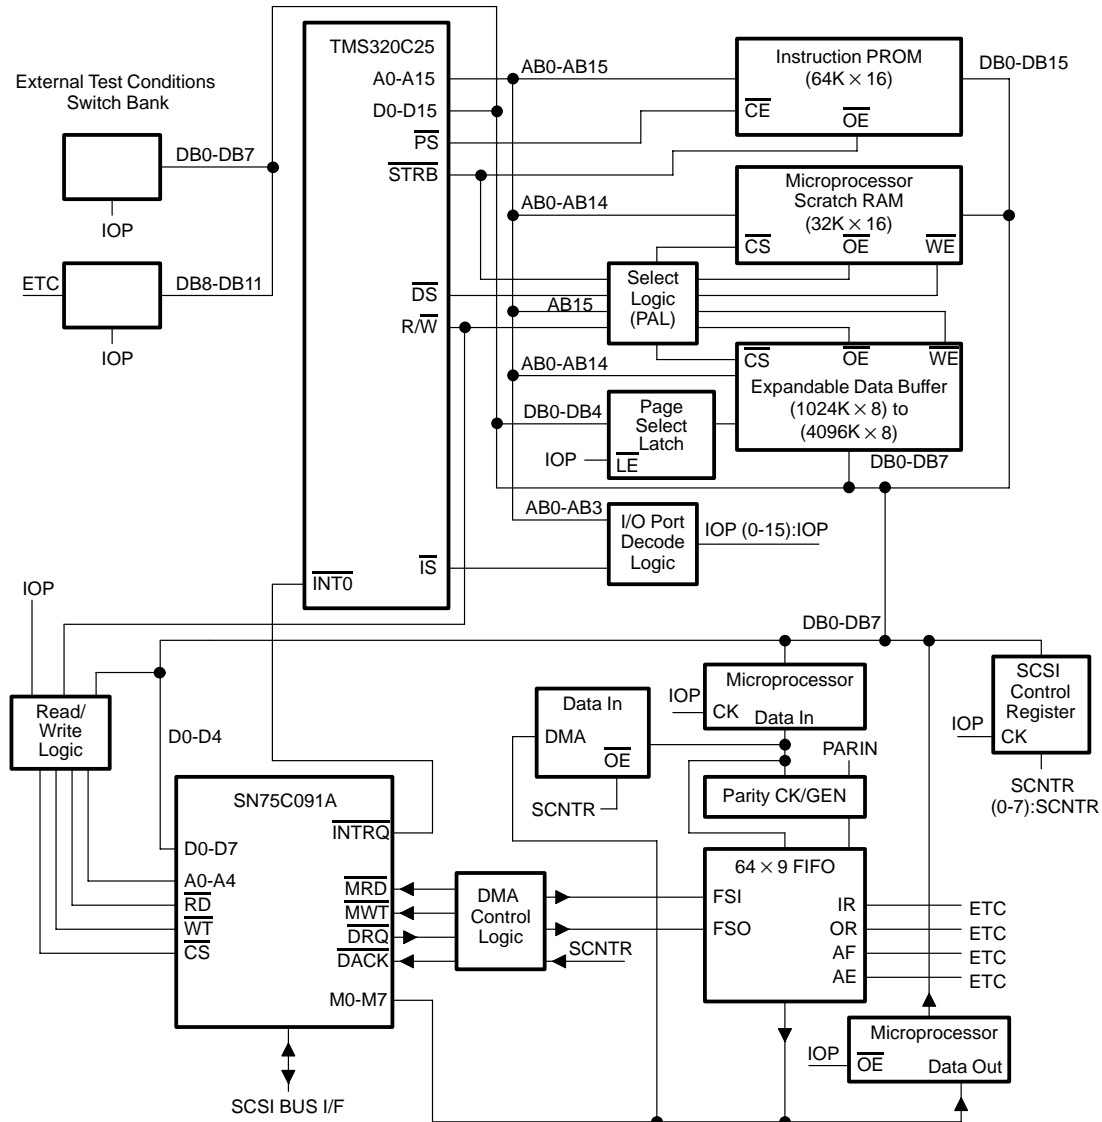 TMS320C25
A0-A15
D0-D15
PS
STRB
DS
R/W
IS
INT0
External Test Conditions
Switch Bank
DB0-DB7
IOP
ETC
DB8-DB11
IOP
AB0-AB15
Instruction PROM
(64K × 16)
CE
OE
DB0-DB15
AB0-AB14
Microprocessor
Scratch RAM
(32K × 16)
CS
OE
WE
AB15
Select
Logic
(PAL)
AB0-AB14
CS
OE
WE
Expandable Data Buffer
(1024K × 8) to
(4096K × 8)
DB0-DB4
Page
Select
Latch
LE
IOP
DB0-DB7
AB0-AB3
I/O Port
Decode
Logic
IOP (0-15):IOP
IOP
Read/
Write
Logic
D0-D4
DB0-DB7
Data In
DMA
OE
SCNTR
Microprocessor
IOP
CK
Data In
PARIN
Parity CK/GEN
SCSI
Control
Register
IOP
CK
SCNTR
(0-7):SCNTR
SN75C091A
INTRQ
D0-D7
A0-A4
RD
WT
CS
MRD
MWT
DRQ
DACK
M0-M7
SCSI BUS I/F
DMA
Control
Logic
SCNTR
64 × 9 FIFO
FSI
FSO
IR
OR
AF
AE
ETC
ETC
ETC
ETC
Microprocessor
IOP
OE
Data Out